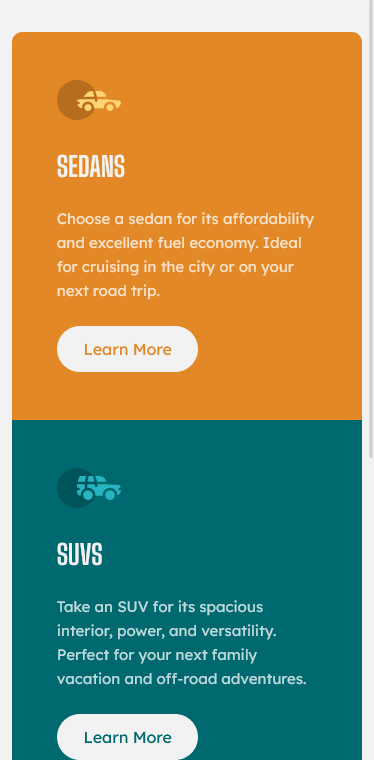 SEDANS
Choose a sedan for its affordability
and excellent fuel economy. Ideal
for cruising in the city or on your
next road trip.
Learn More
SUVS
Take an SUV for its spacious
interior, power, and versatility.
Perfect for your next family
vacation and off-road adventures.
Learn More